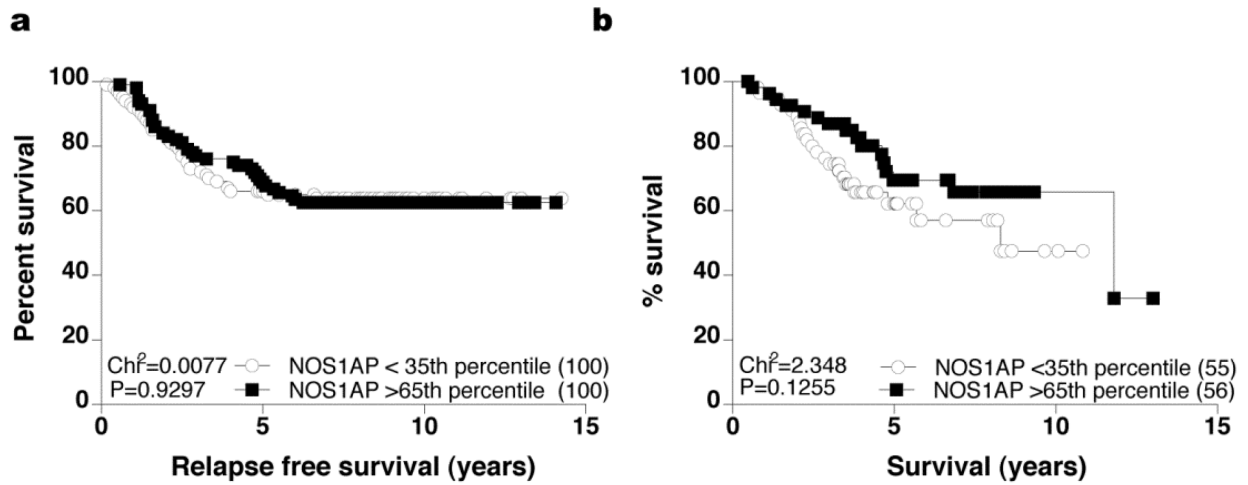 a
100
80
60
40
20
0
Percent survival
Chi2=0.0077
P=0.9297
NOS1AP < 35th percentile (100)
NOS1AP >65th percentile (100)
0 5 10 15
Relapse free survival (years)
b
100
80
60
40
20
0
% survival
Chi2=2.348
P=0.1255
NOS1AP <35th percentile (55)
NOS1AP >65th percentile (56)
0 5 10 15
Survival (years)